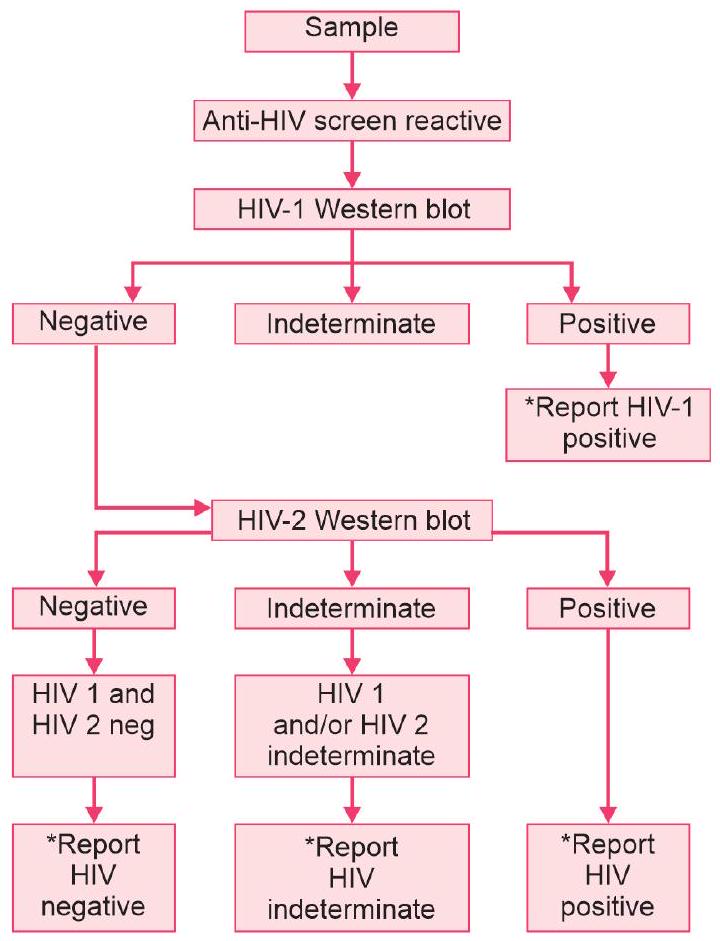 Sample
Anti-HIV screen reactive
HIV-1 Western blot
Negative
Indeterminate
Positive
*Report HIV-1
positive
HIV-2 Western blot
Negative
Indeterminate
Positive
HIV 1 and
HIV 2 neg
HIV 1
and/or HIV 2
indeterminate
*Report
HIV
negative
*Report
HIV
indeterminate
*Report
HIV
positive